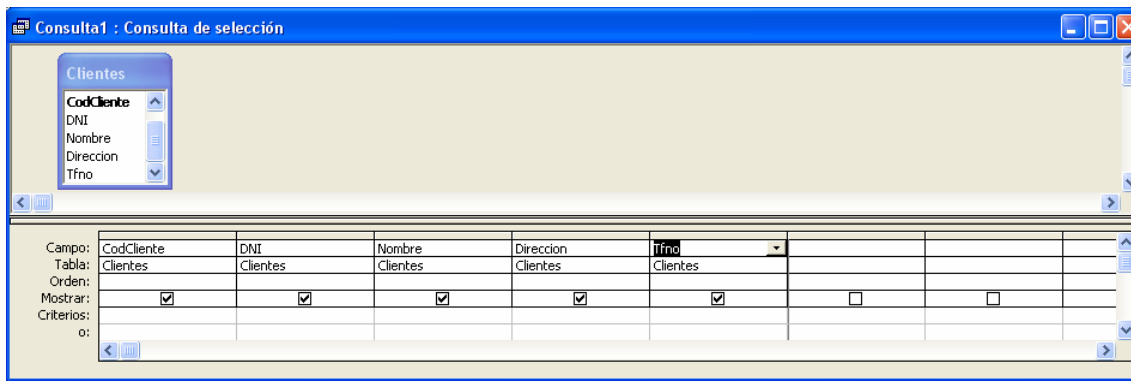 Consulta1 : Consulta de selección
Clientes
CodCliente
DNI
Nombre
Direccion
Tfno
Campo: CodCliente DNI Nombre Direccion Tfno
Tabla: Clientes Clientes Clientes Clientes Clientes
Orden:
Mostrar:
Criterios:
o: